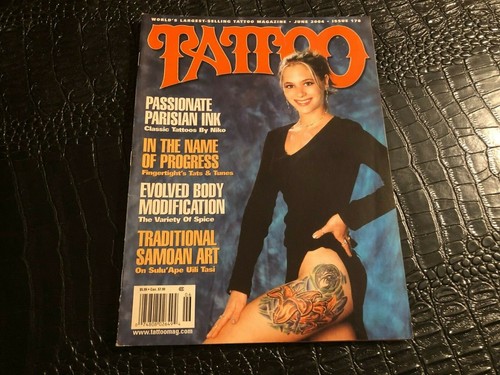 WORLD'S LARGEST-SELLING TATTOO MAGAZINE • JUNE 2004 • ISSUE 178
TATTOO
PASSIONATE
PARISIAN INK
Classic Tattoos By Niko
IN THE NAME
OF PROGRESS
Fingertight's Tats & Tunes
EVOLVED BODY
MODIFICATION
The Variety Of Spice
TRADITIONAL
SAMOAN ART
On Sulu'Ape Uili Tasi
06
www.tattoomag.com